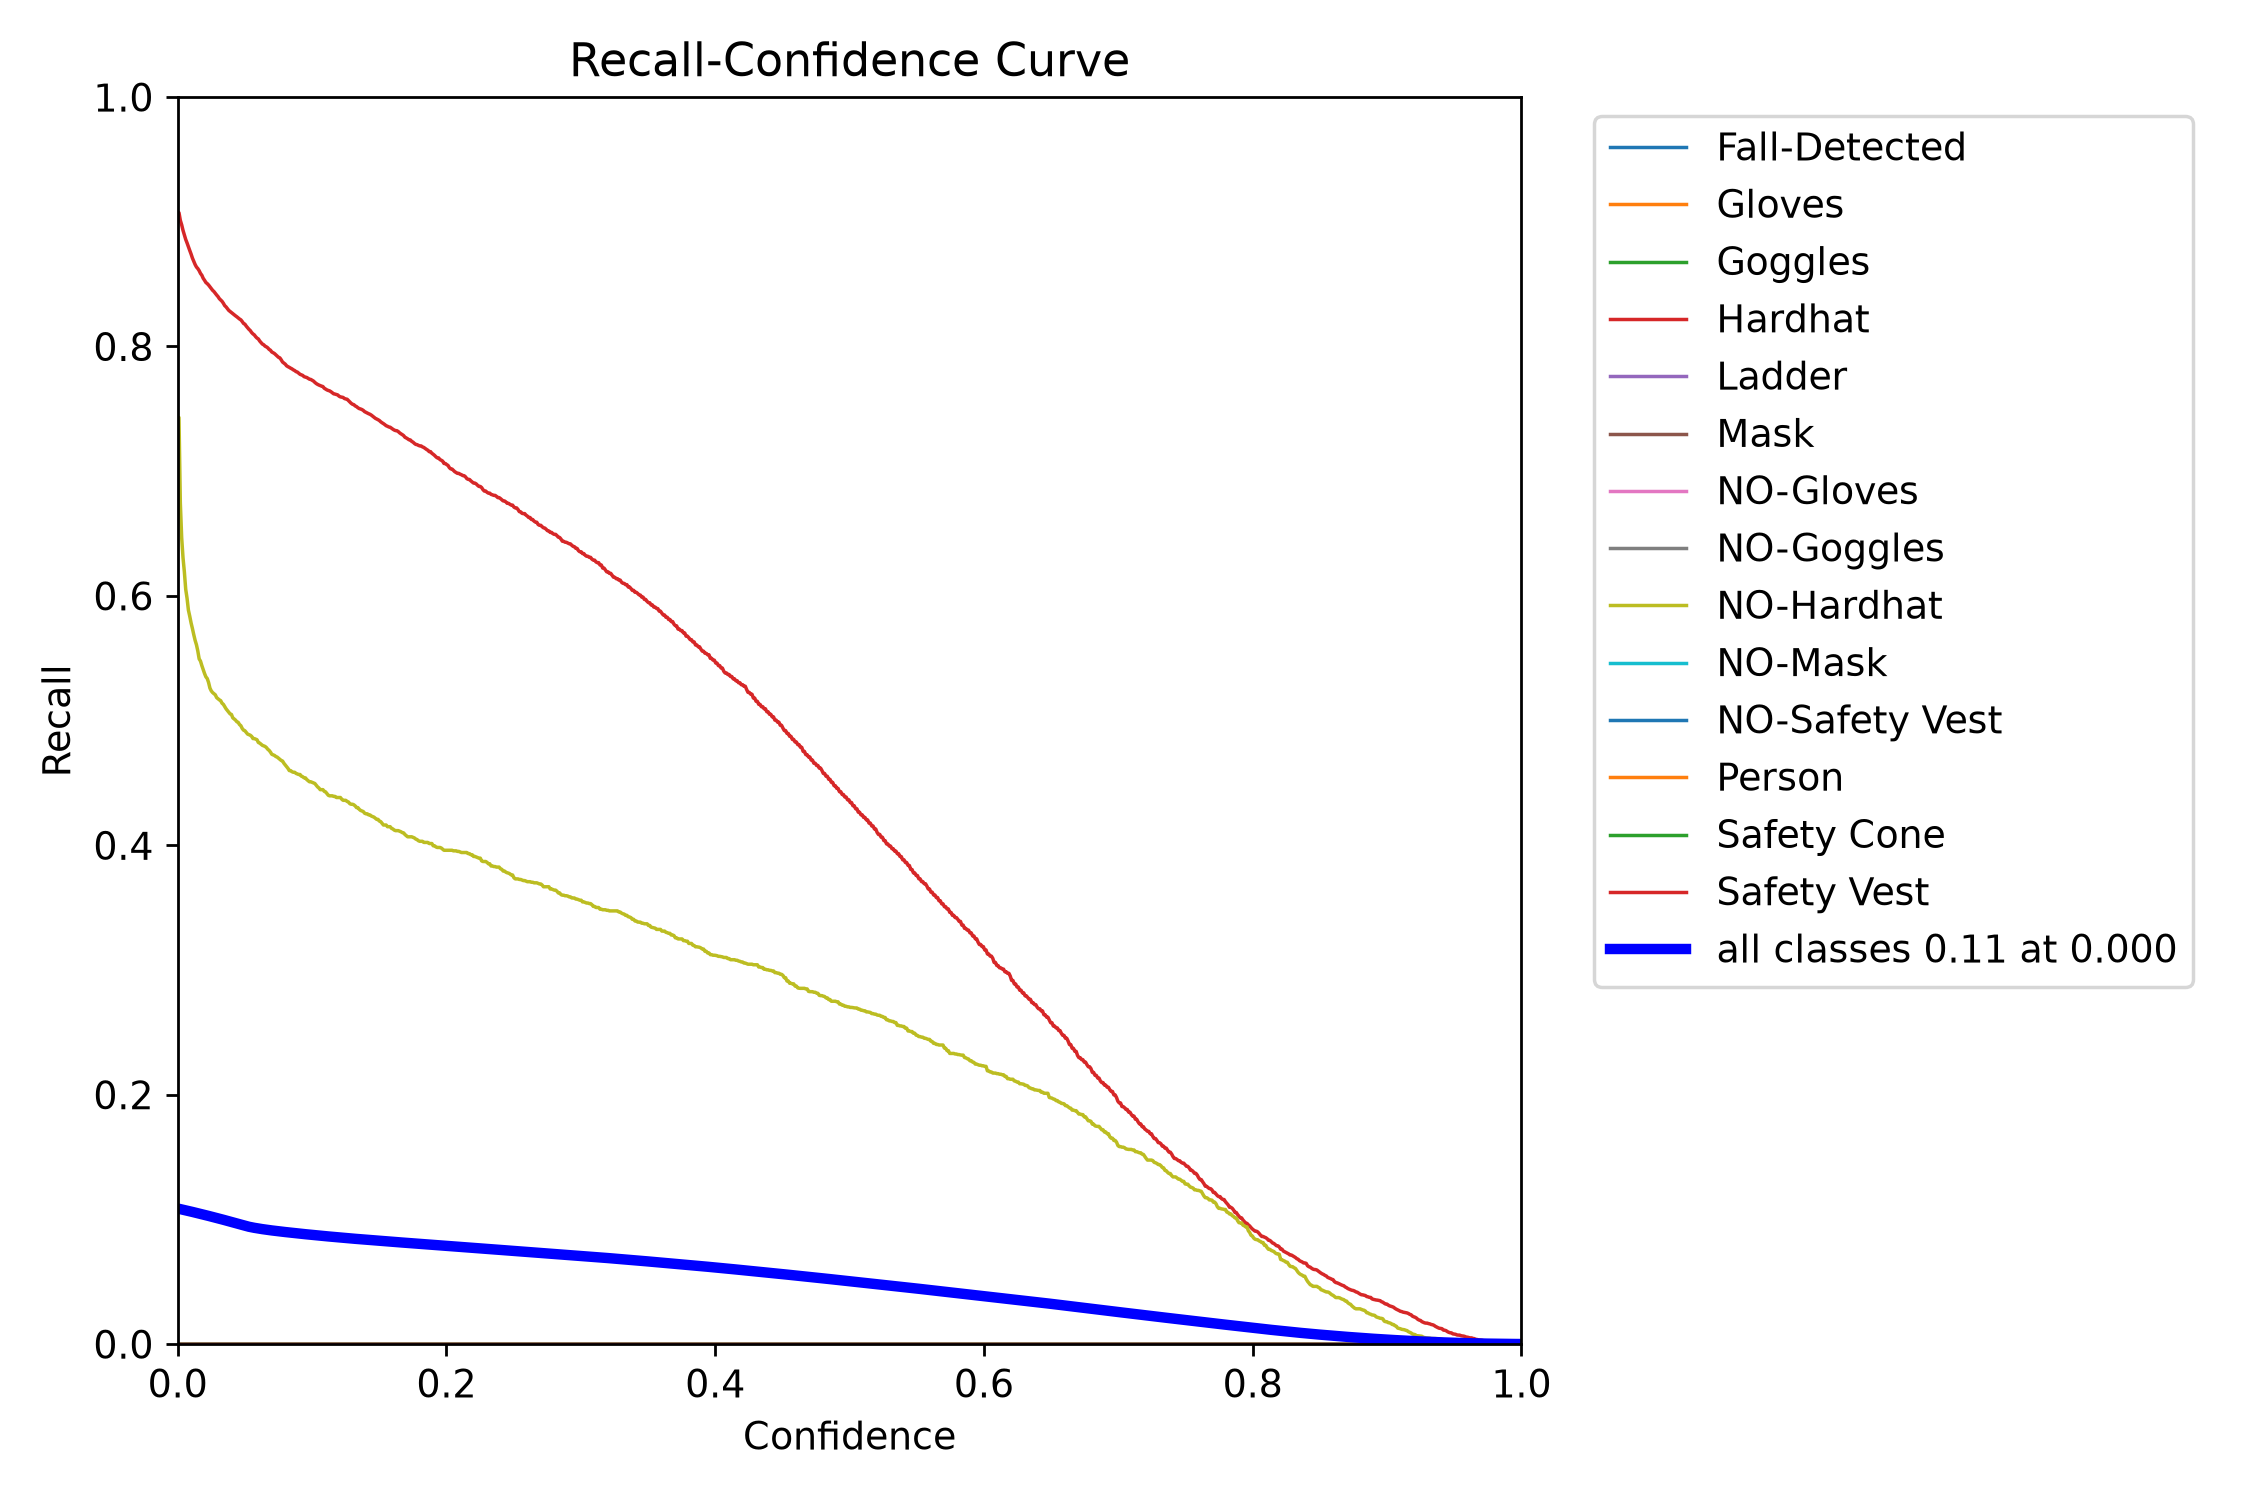 Recall-Confidence Curve
1.0
0.8
0.6
0.4
0.2
0.0
Recall
0.0 0.2 0.4 0.6 0.8 1.0
Confidence
Fall-Detected
Gloves
Goggles
Hardhat
Ladder
Mask
NO-Gloves
NO-Goggles
NO-Hardhat
NO-Mask
NO-Safety Vest
Person
Safety Cone
Safety Vest
all classes 0.11 at 0.000